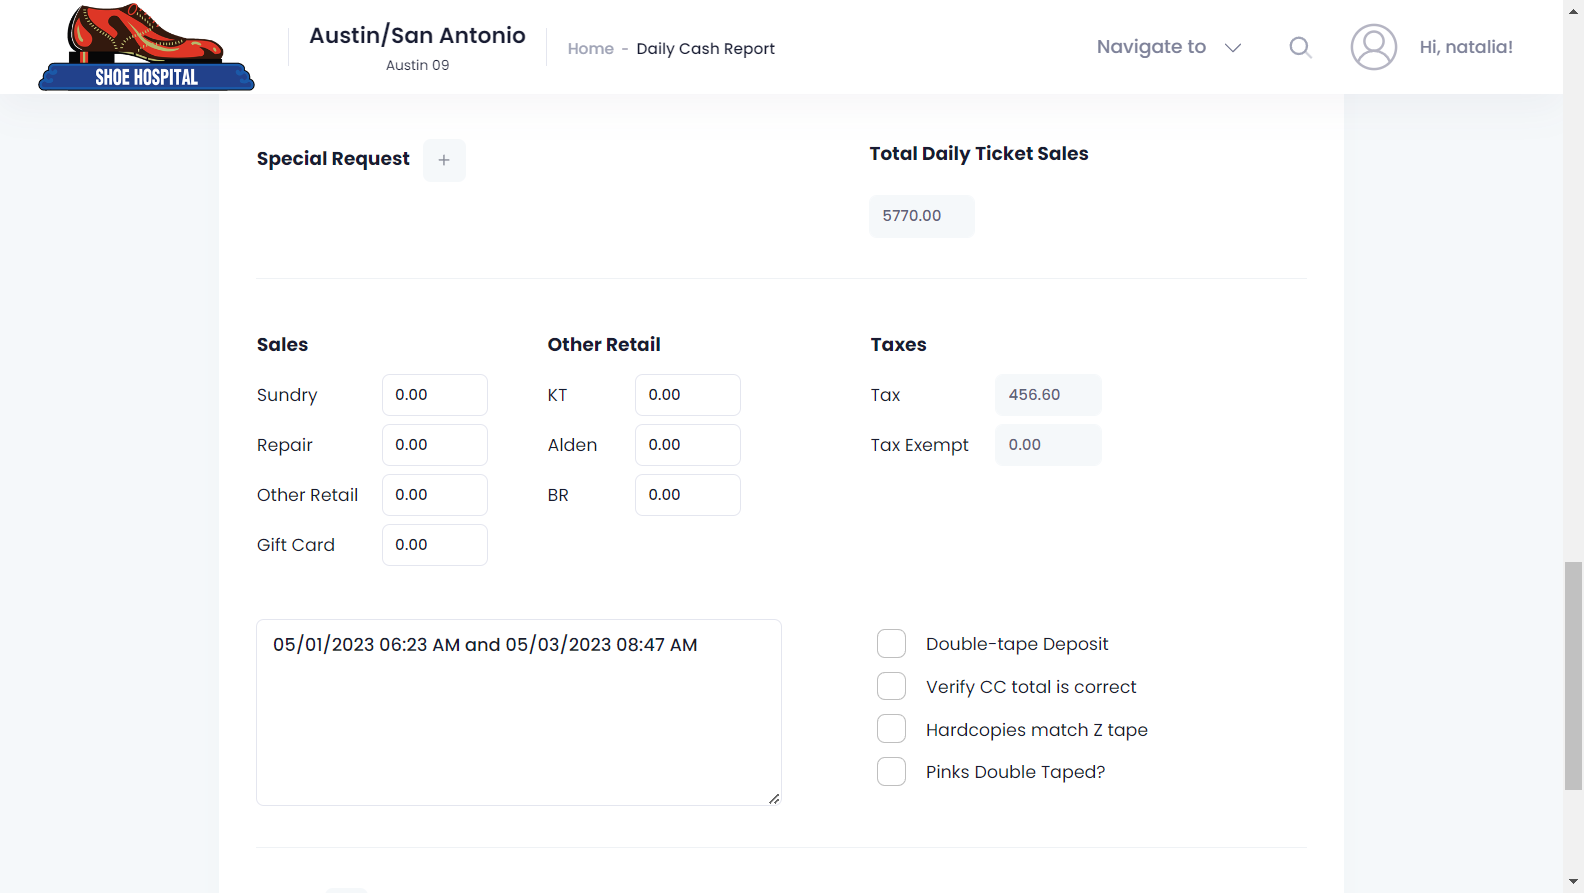 SHOE HOSPITAL
Austin/San Antonio
Austin 09
Home - Daily Cash Report
Navigate to
Hi, natalia!
Special Request +
Total Daily Ticket Sales
5770.00
Sales
Other Retail
Taxes
Sundry 0.00
KT 0.00
Tax 456.60
Repair 0.00
Alden 0.00
Tax Exempt 0.00
Other Retail 0.00
BR 0.00
Gift Card 0.00
05/01/2023 06:23 AM and 05/03/2023 08:47 AM
Double-tape Deposit
Verify CC total is correct
Hardcopies match Z tape
Pinks Double Taped?